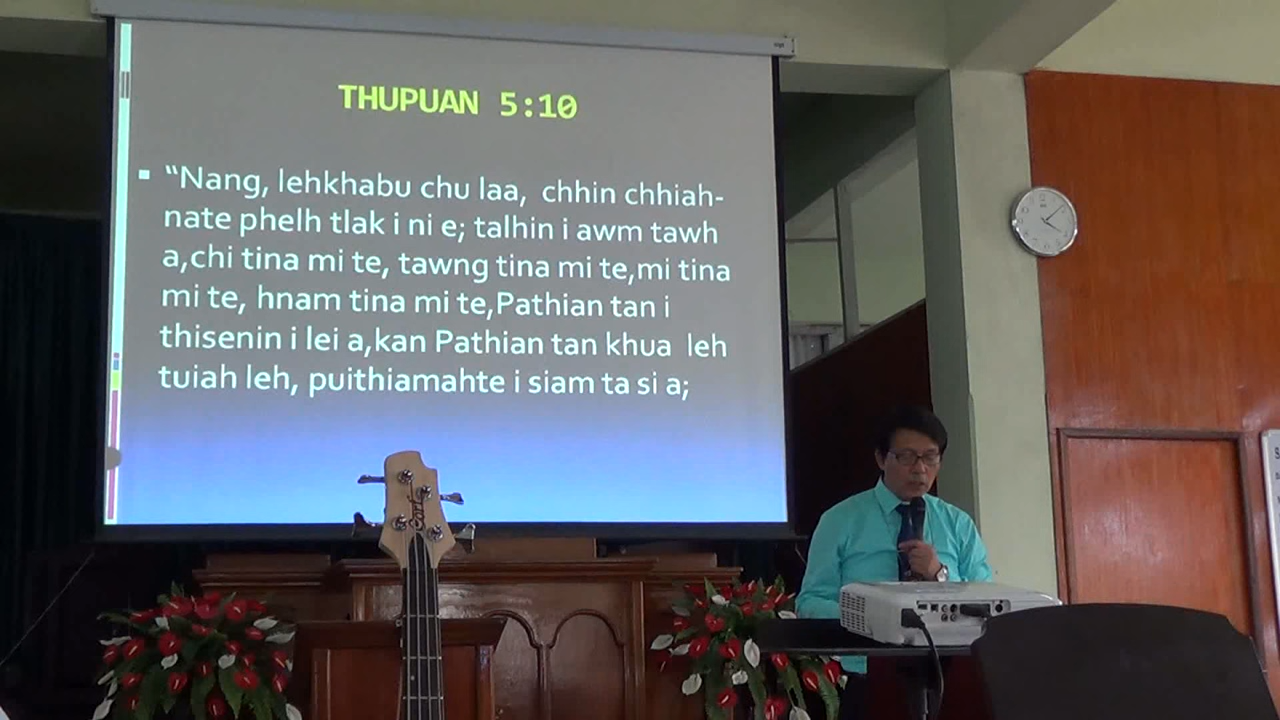 THUPUAN 5:10
▪ “Nang, lehkhabu chu laa, chhin chhiah-
nate phelh tlak i ni e; talhin i awm tawh
a,chi tina mi te, tawng tina mi te,mi tina
mi te, hnam tina mi te,Pathian tan i
thisenin i lei a,kan Pathian tan khua leh
tuiah leh, puithiamahte i siam ta si a;
Cort